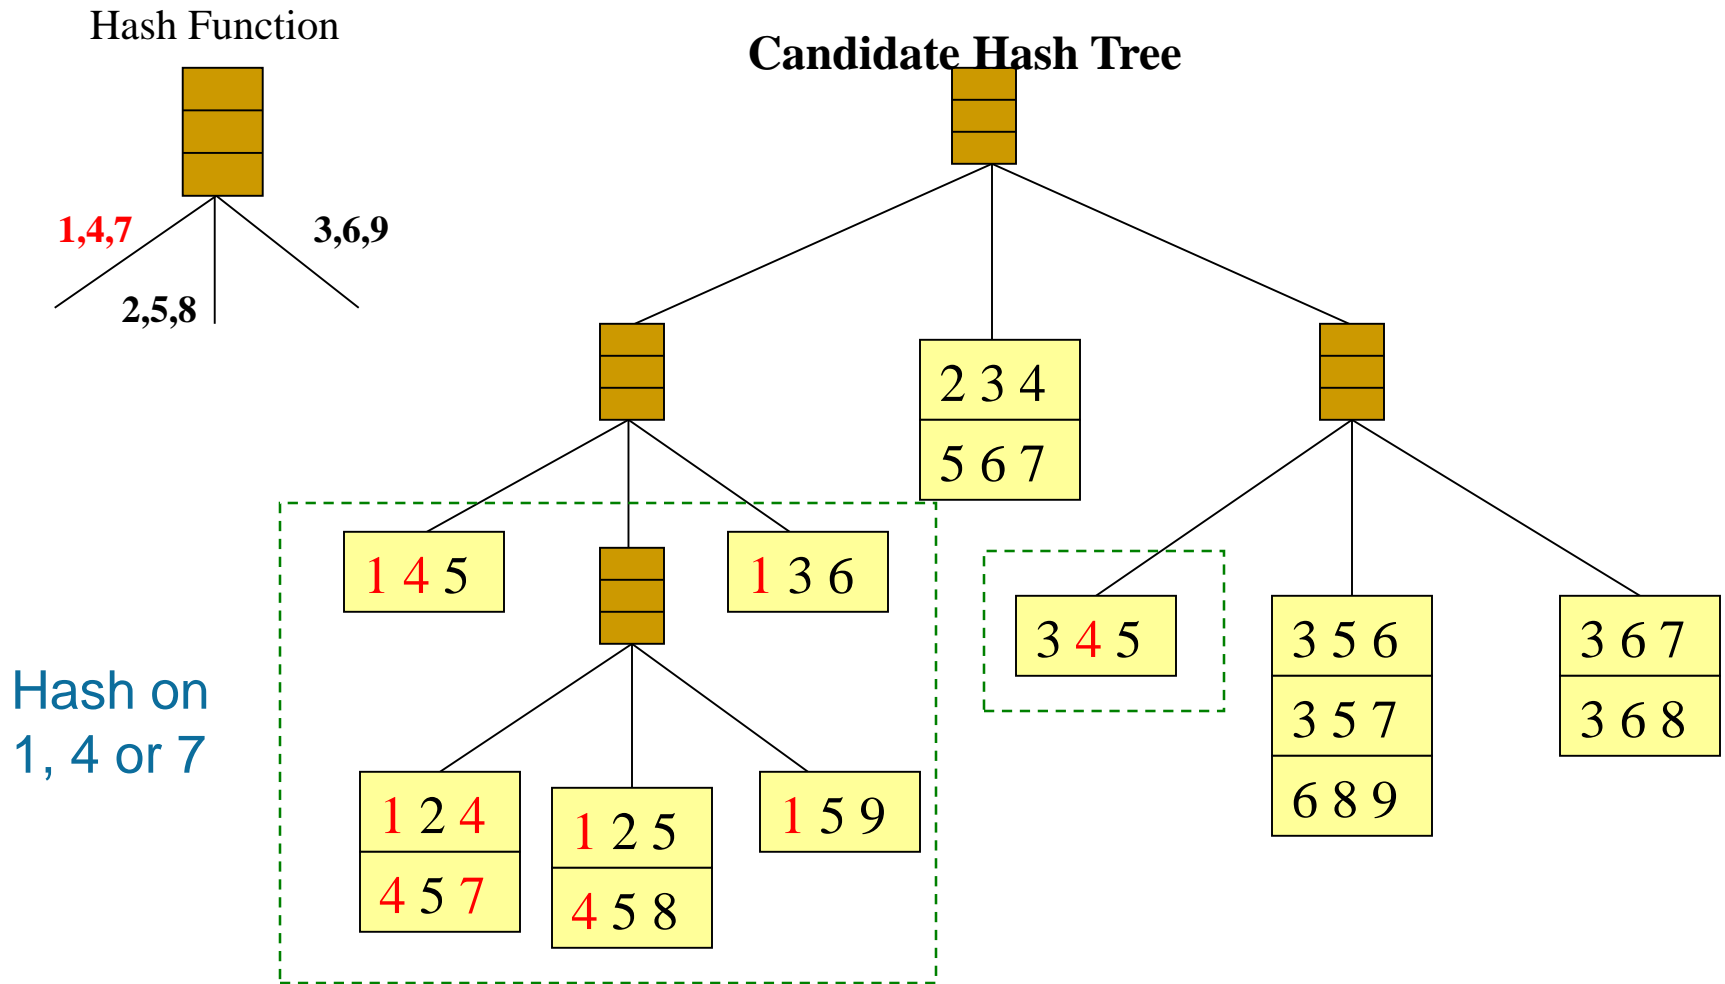 Hash Function
Candidate Hash Tree
1,4,7
3,6,9
2,5,8
2 3 4
5 6 7
1 4 5
1 3 6
3 4 5
3 5 6
3 6 7
Hash on
1, 4 or 7
3 5 7
3 6 8
6 8 9
1 2 4
1 2 5
1 5 9
4 5 7
4 5 8